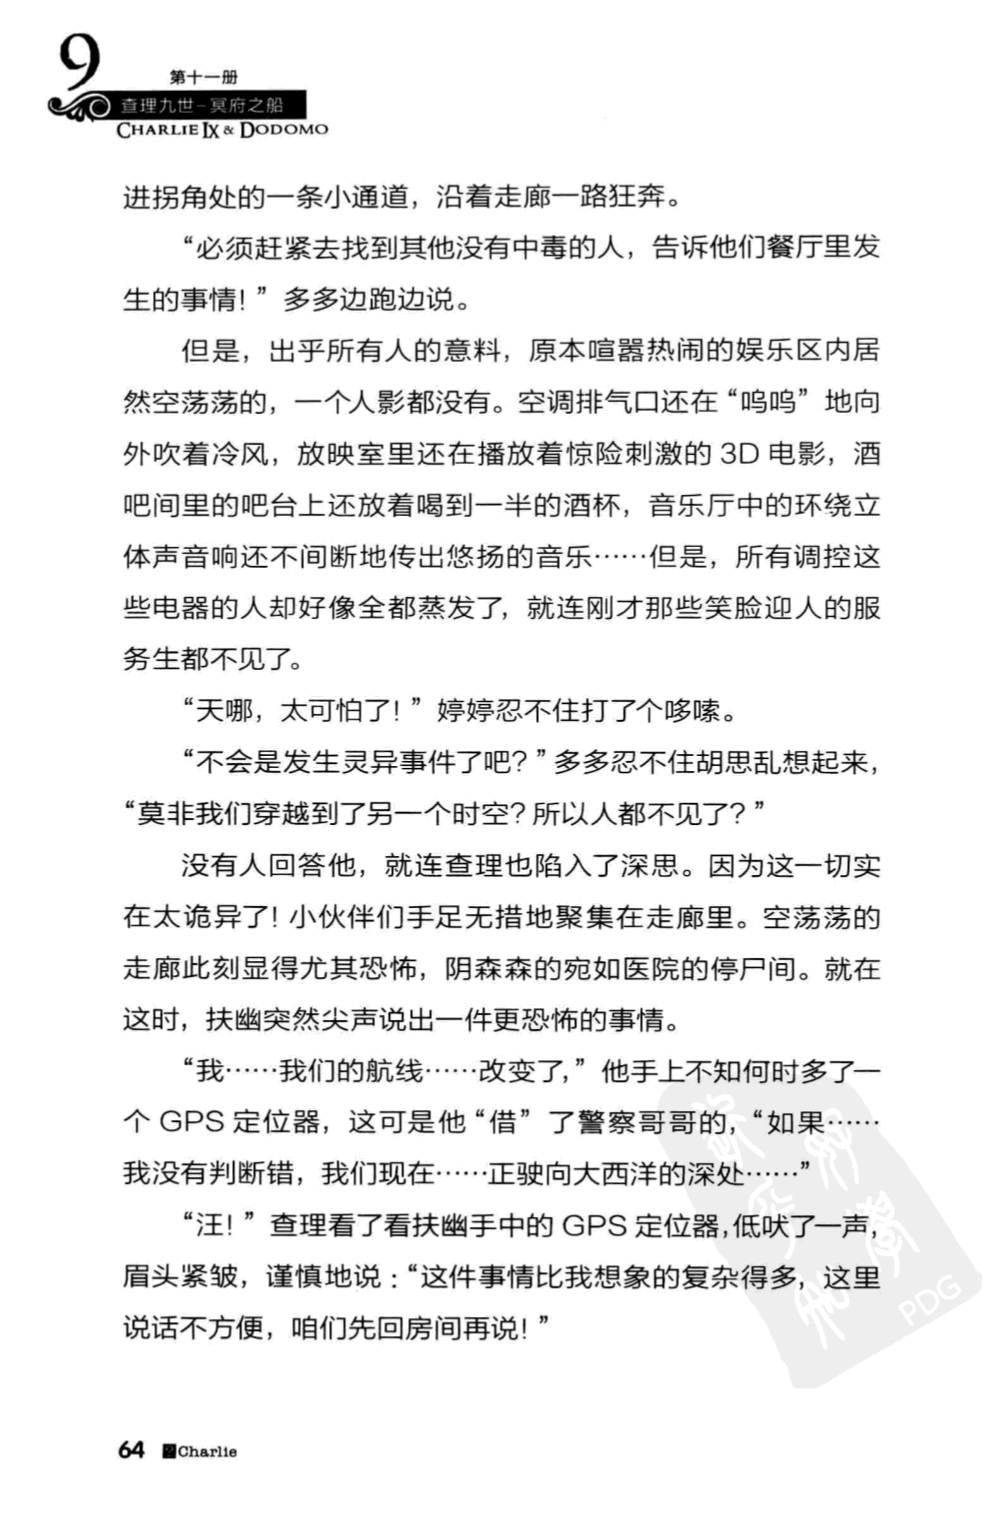 9
第十一册
查理九世-冥府之船
CHARLIE IX & DODOMO
进拐角处的一条小通道，沿着走廊一路狂奔。
“必须赶紧去找到其他没有中毒的人，告诉他们餐厅里发
生的事情！”多多边跑边说。
但是，出乎所有人的意料，原本喧嚣热闹的娱乐区内居
然空荡荡的，一个人影都没有。空调排气口还在“呜呜”地向
外吹着冷风，放映室里还在播放着惊险刺激的 3D 电影，酒
吧间里的吧台上还放着喝到一半的酒杯，音乐厅中的环绕立
体声音响还不间断地传出悠扬的音乐……但是，所有调控这
些电器的人却好像全都蒸发了，就连刚才那些笑脸迎人的服
务生都不见了。
“天哪，太可怕了！”婷婷忍不住打了个哆嗦。
“不会是发生灵异事件了吧？”多多忍不住胡思乱想起来，
“莫非我们穿越到了另一个时空？所以人都不见了？”
没有人回答他，就连查理也陷入了深思。因为这一切实
在太诡异了！小伙伴们手足无措地聚集在走廊里。空荡荡的
走廊此刻显得尤其恐怖，阴森森的宛如医院的停尸间。就在
这时，扶幽突然尖声说出一件更恐怖的事情。
“我……我们的航线……改变了，”他手上不知何时多了一
个 GPS 定位器，这可是他“借”了警察哥哥的，“如果……
我没有判断错，我们现在……正驶向大西洋的深处……”
“汪！”查理看了看扶幽手中的 GPS 定位器，低吠了一声，
眉头紧皱，谨慎地说：“这件事情比我想象的复杂得多，这里
说话不方便，咱们先回房间再说！”
PDG
64 Charlie